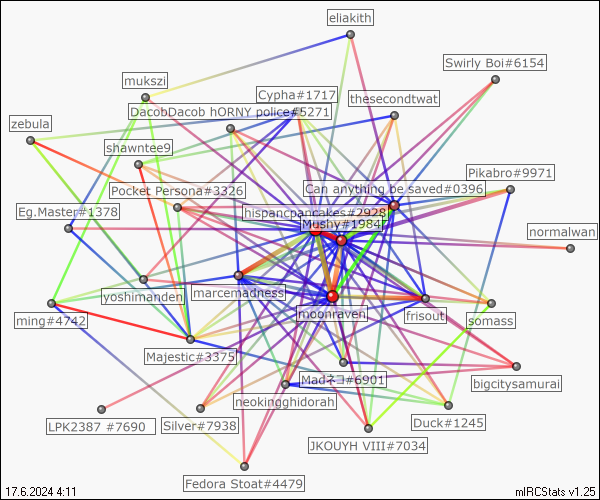 eliakith
Swirly Boi#6154
mukszi
Cypha#1717
thesecondtwat
DacobDacob hORNY police#5271
zebula
shawntee9
Pikabro#9971
Pocket Persona#3326
Can anything be saved#0396
Eg.Master#1378
hispancpancakes#2928
Mushy#1984
normalwan
yoshimanden
marcemadness
ming#4742
moonraven
frisout
somass
Majestic#3375
Madネコ#6901
bigcitysamurai
neokingghidorah
LPK2387 #7690
Silver#7938
Duck#1245
JKOUYH VIII#7034
Fedora Stoat#4479
17.6.2024 4:11
mIRCStats v1.25